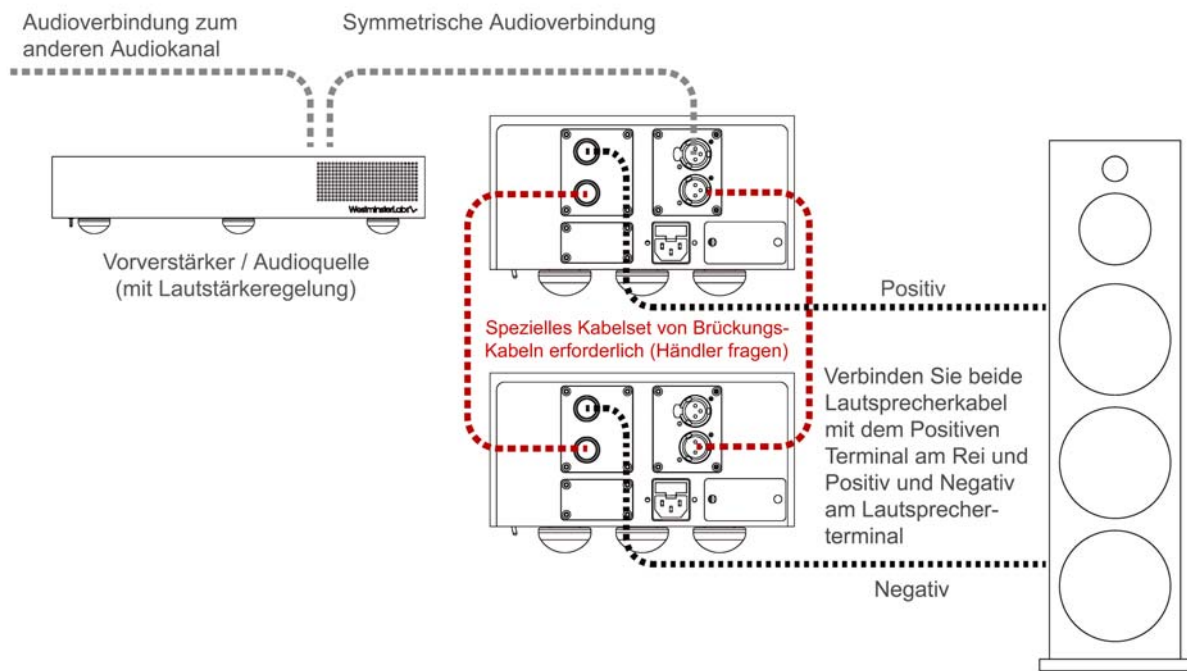 Audioverbindung zum
anderen Audiokanal
Symmetrische Audioverbindung
WestminsterLabs
Vorverstärker / Audioquelle
(mit Lautstärkeregelung)
Positiv
Spezielles Kabelset von Brückungs-
Kabeln erforderlich (Händler fragen)
Verbinden Sie beide
Lautsprecherkabel
mit dem Positiven
Terminal am Rei und
Positiv und Negativ
am Lautsprecher-
terminal
Negativ